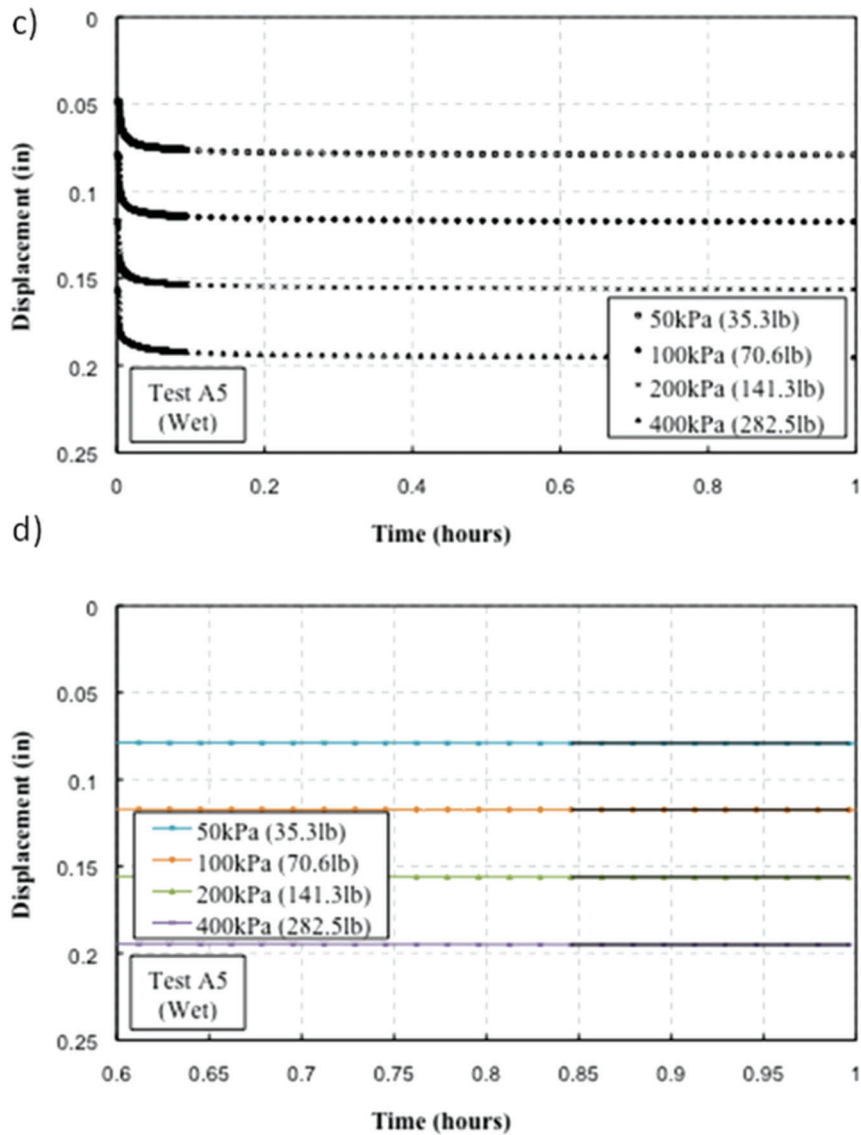 c)
0
0.05
0.1
0.15
0.2
0.25
Displacement (in)
50kPa (35.3lb)
100kPa (70.6lb)
200kPa (141.3lb)
400kPa (282.5lb)
Test A5
(Wet)
0 0.2 0.4 0.6 0.8 1
Time (hours)
d)
0
0.05
0.1
0.15
0.2
0.25
Displacement (in)
50kPa (35.3lb)
100kPa (70.6lb)
200kPa (141.3lb)
400kPa (282.5lb)
Test A5
(Wet)
0.6 0.65 0.7 0.75 0.8 0.85 0.9 0.95 1
Time (hours)